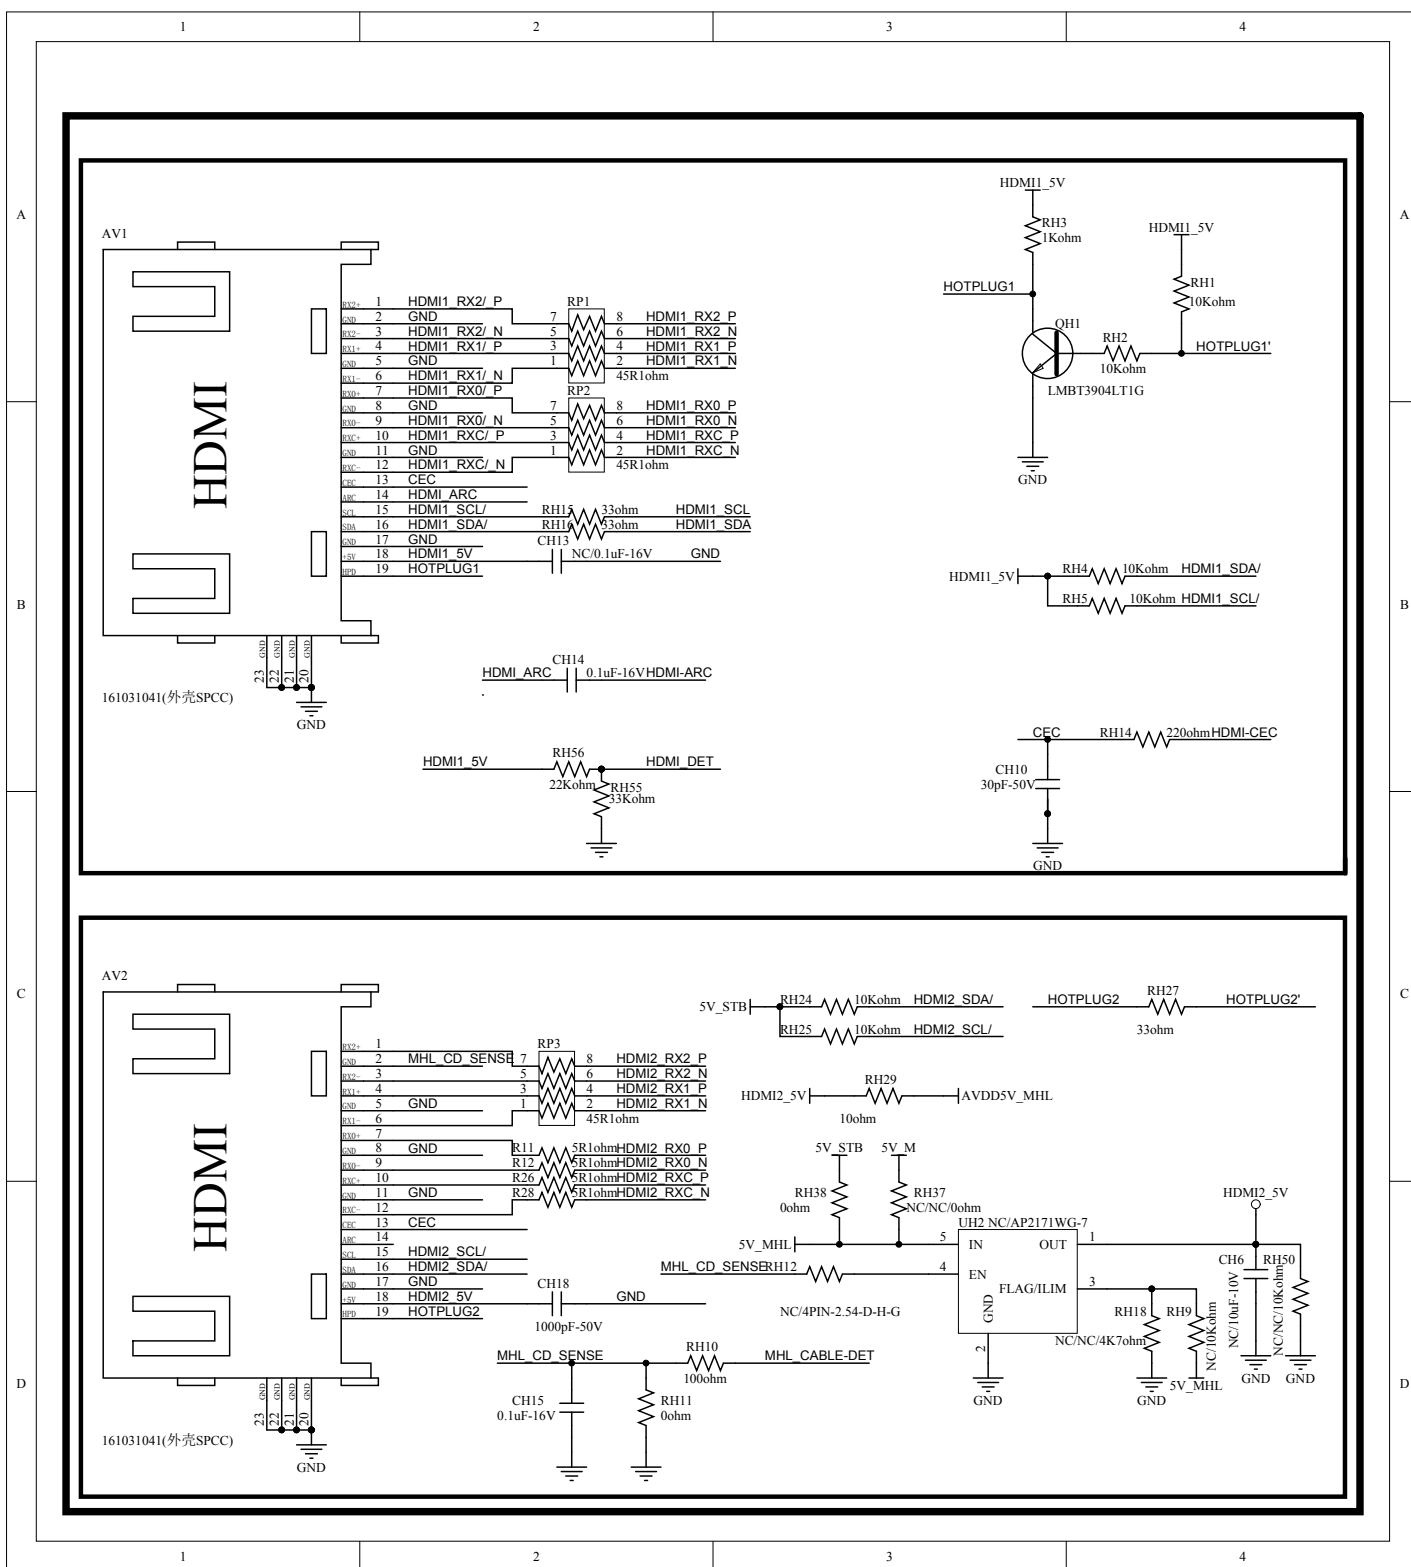 1 2 3 4
A A
B B
C C
D D
AV1
HDMI
RX2+ 1 HDMI1_RX2/_P
GND 2 GND
RX2- 3 HDMI1_RX2/_N
RX1+ 4 HDMI1_RX1/_P
GND 5 GND
RX1- 6 HDMI1_RX1/_N
RX0+ 7 HDMI1_RX0/_P
GND 8 GND
RX0- 9 HDMI1_RX0/_N
RXC+ 10 HDMI1_RXC/_P
GND 11 GND
RXC- 12 HDMI1_RXC/_N
CEC 13 CEC
ARC 14 HDMI_ARC
SCL 15 HDMI1_SCL/
SDA 16 HDMI1_SDA/
GND 17 GND
+5V 18 HDMI1_5V
HPD 19 HOTPLUG1
RP1
7 8 HDMI1_RX2_P
5 6 HDMI1_RX2_N
3 4 HDMI1_RX1_P
1 2 HDMI1_RX1_N
45R1ohm
RP2
7 8 HDMI1_RX0_P
5 6 HDMI1_RX0_N
3 4 HDMI1_RXC_P
1 2 HDMI1_RXC_N
45R1ohm
RH15 33ohm HDMI1_SCL
RH16 33ohm HDMI1_SDA
CH13
NC/0.1uF-16V GND
GND GND GND GND
23 22 21 20
161031041(外壳SPCC)
GND
HDMI1_5V
RH3
1Kohm
HDMI1_5V
RH1
10Kohm
HOTPLUG1
QH1
RH2
10Kohm
HOTPLUG1'
LMBT3904LT1G
GND
HDMI1_5V
RH4 10Kohm HDMI1_SDA/
RH5 10Kohm HDMI1_SCL/
CH14
HDMI_ARC 0.1uF-16V HDMI-ARC
.
CEC RH14 220ohm HDMI-CEC
CH10
30pF-50V
GND
HDMI1_5V RH56 HDMI_DET
22Kohm
RH55
33Kohm
AV2
HDMI
RX2+ 1
GND 2 MHL_CD_SENSE
RX2- 3
RX1+ 4
GND 5 GND
RX1- 6
RX0+ 7
GND 8 GND
RX0- 9
RXC+ 10
GND 11 GND
RXC- 12
CEC 13 CEC
ARC 14
SCL 15 HDMI2_SCL/
SDA 16 HDMI2_SDA/
GND 17 GND
+5V 18 HDMI2_5V
HPD 19 HOTPLUG2
RP3
7 8 HDMI2_RX2_P
5 6 HDMI2_RX2_N
3 4 HDMI2_RX1_P
1 2 HDMI2_RX1_N
45R1ohm
R11 5R1ohm HDMI2_RX0_P
R12 5R1ohm HDMI2_RX0_N
R26 5R1ohm HDMI2_RXC_P
R28 5R1ohm HDMI2_RXC_N
CH18
1000pF-50V
GND
GND GND GND GND
23 22 21 20
161031041(外壳SPCC)
GND
MHL_CD_SENSE RH10 MHL_CABLE-DET
100ohm
CH15
0.1uF-16V
RH11
0ohm
5V_STB
RH24 10Kohm HDMI2_SDA/
RH25 10Kohm HDMI2_SCL/
HOTPLUG2 RH27 HOTPLUG2'
33ohm
HDMI2_5V RH29 AVDD5V_MHL
10ohm
5V_STB 5V_M
RH38
0ohm
RH37
NC/NC/0ohm
5V_MHL
UH2 NC/AP2171WG-7
5 IN OUT 1
4 EN
FLAG/ILIM 3
GND
2
GND
MHL_CD_SENSE RH12
NC/4PIN-2.54-D-H-G
HDMI2_5V
CH6
NC/10uF-10V
RH50
NC/NC/10Kohm
GND GND
RH18
NC/NC/4K7ohm
GND
RH9
NC/10Kohm
5V_MHL
1 2 3 4